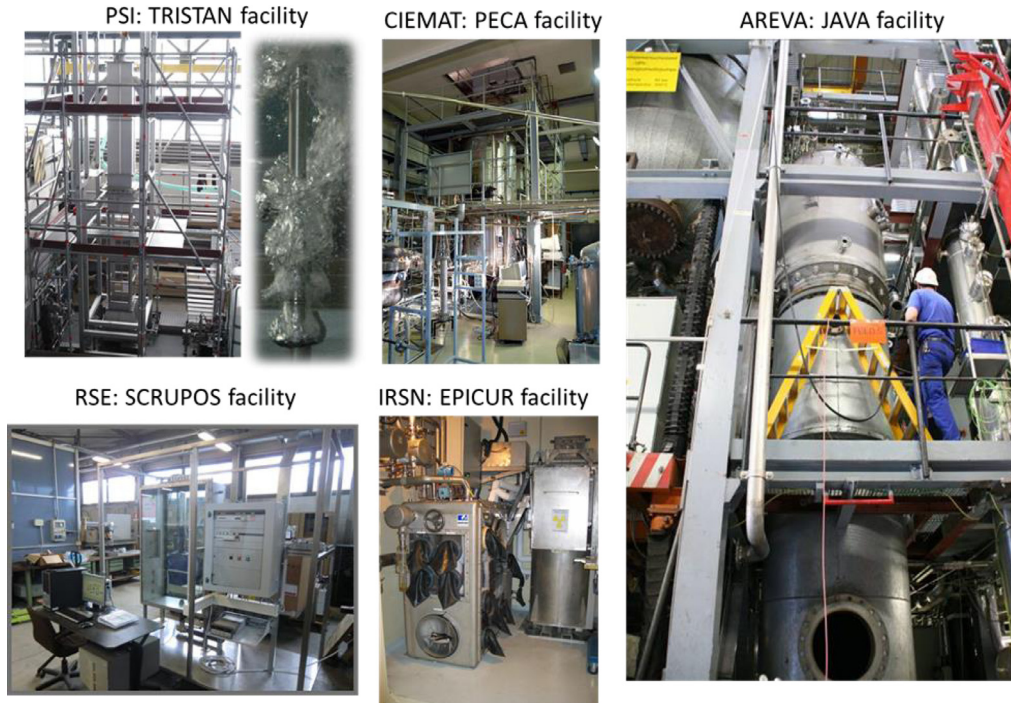 PSI: TRISTAN facility
CIEMAT: PECA facility
AREVA: JAVA facility
RSE: SCRUPOS facility
IRSN: EPICUR facility